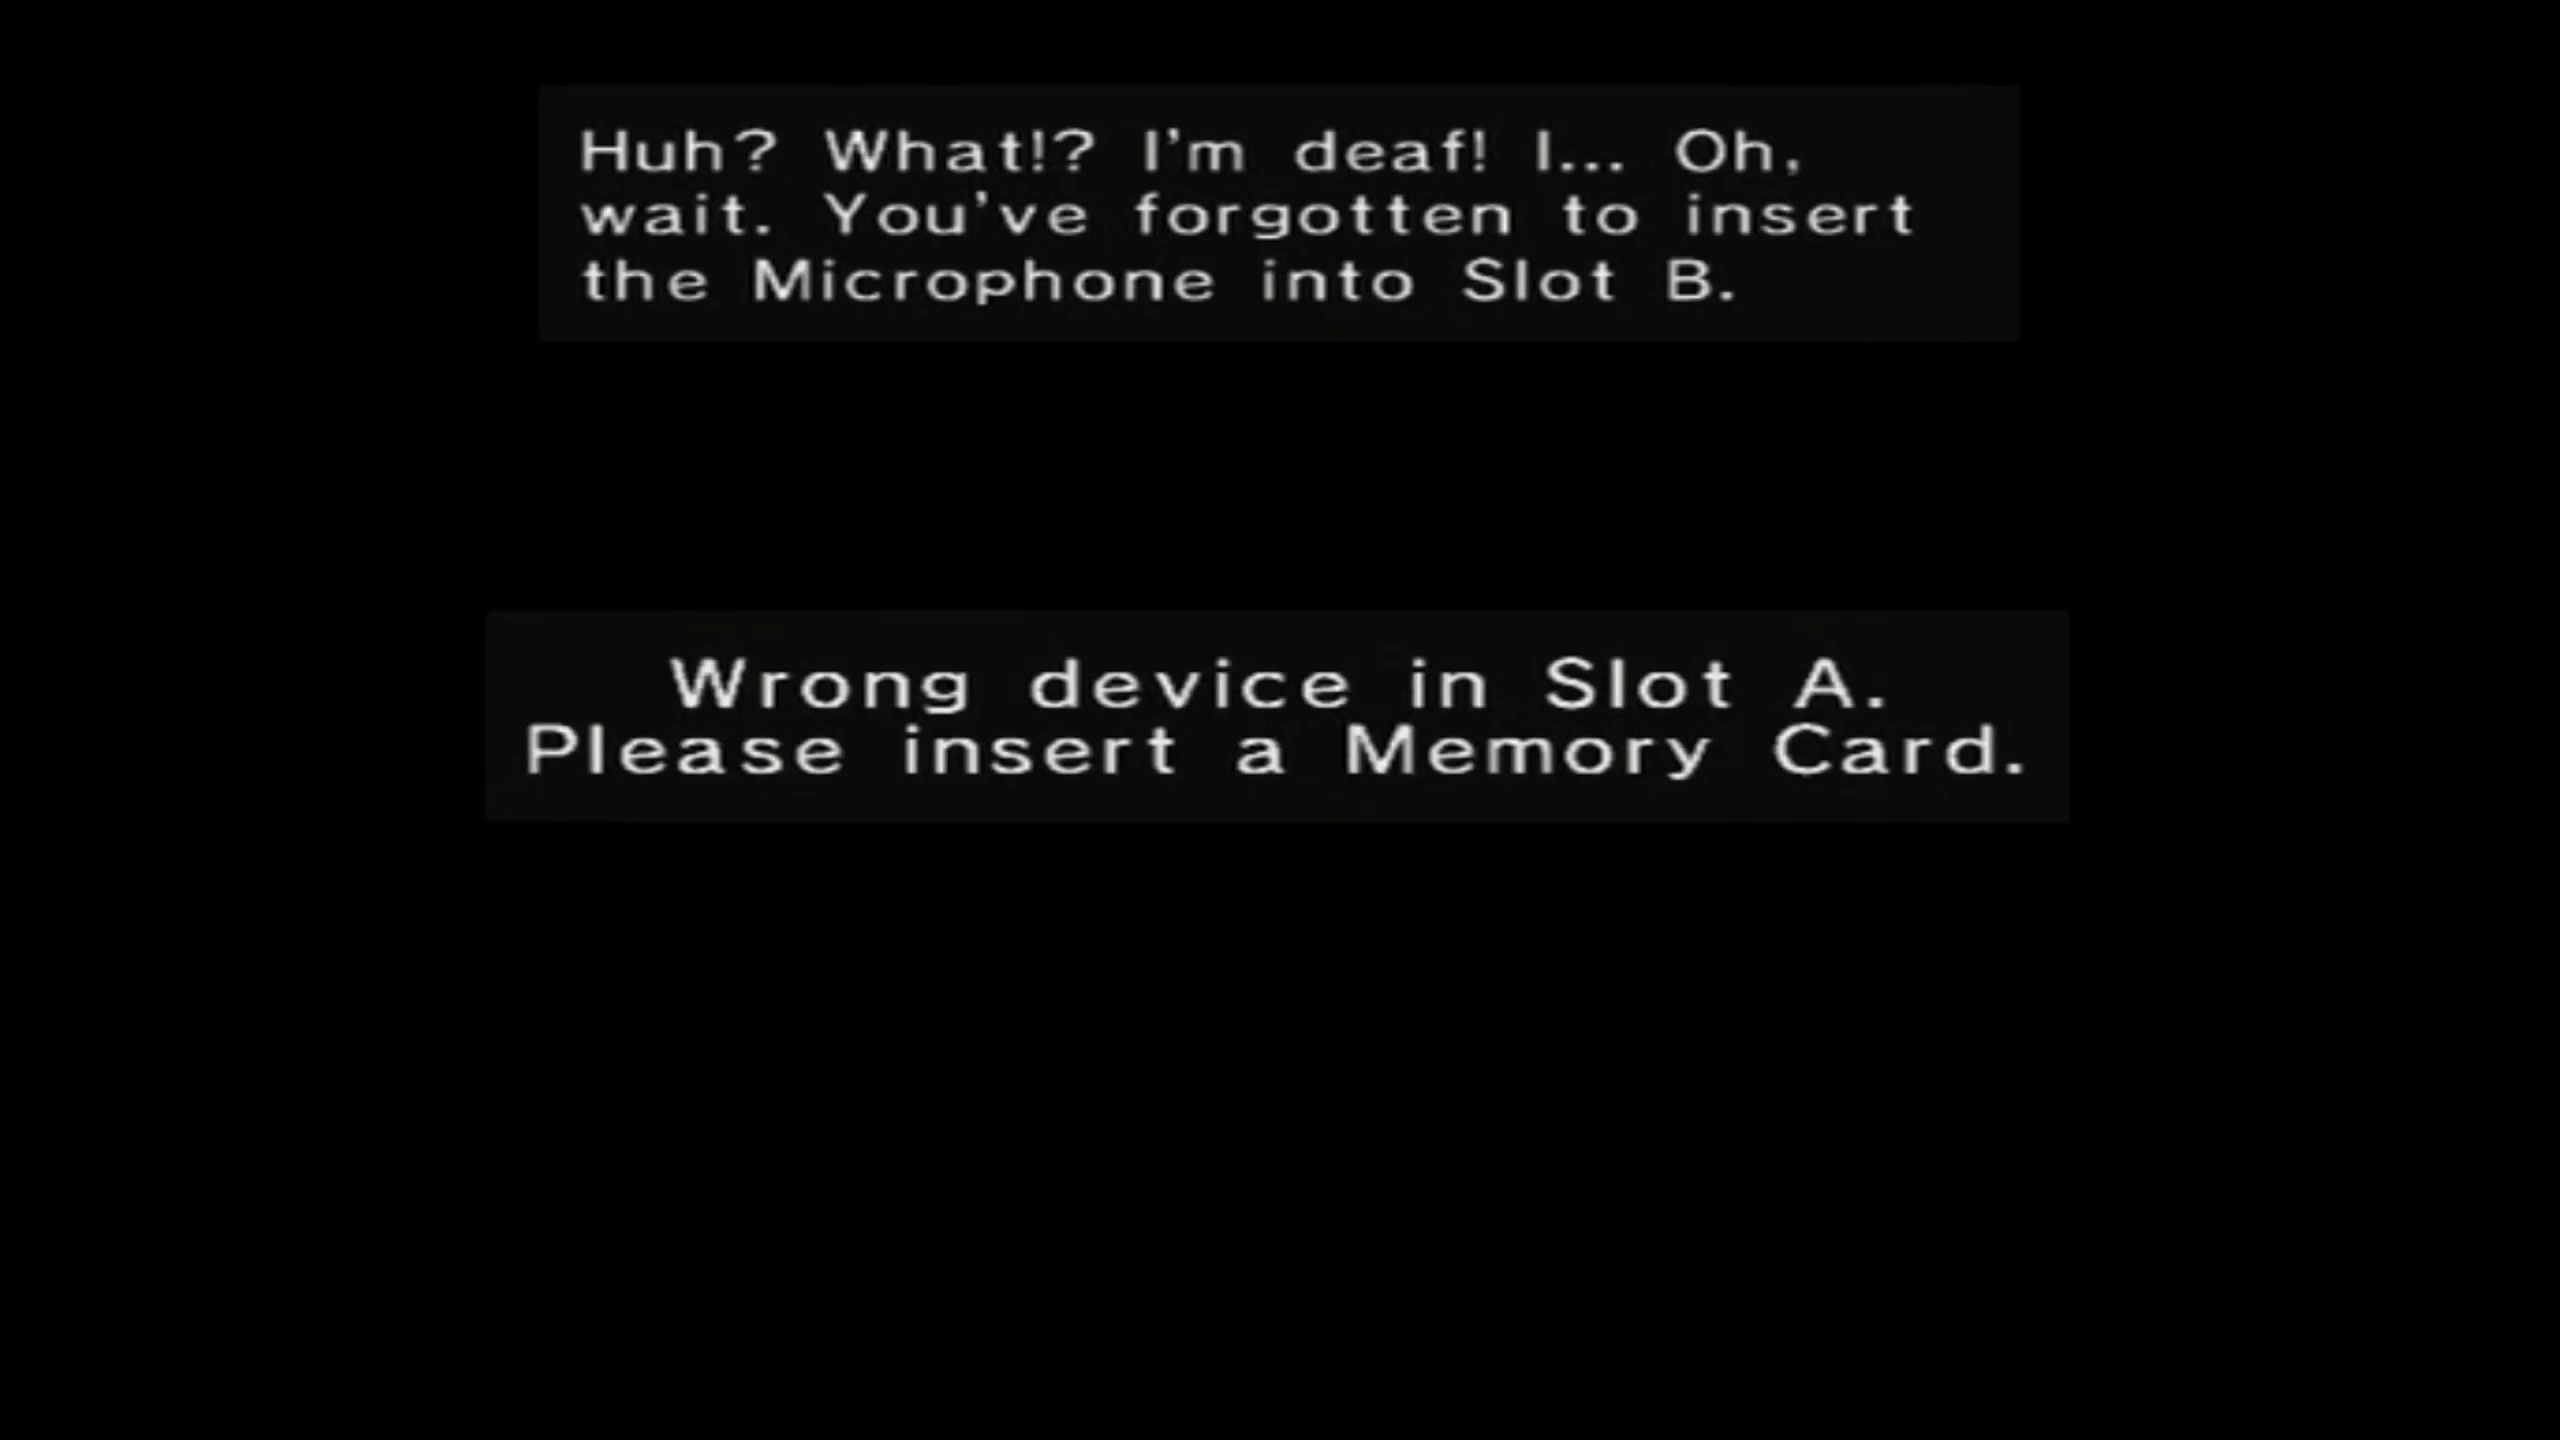 Huh? What!? I'm deaf! I... Oh,
wait. You've forgotten to insert
the Microphone into Slot B.
Wrong device in Slot A.
Please insert a Memory Card.